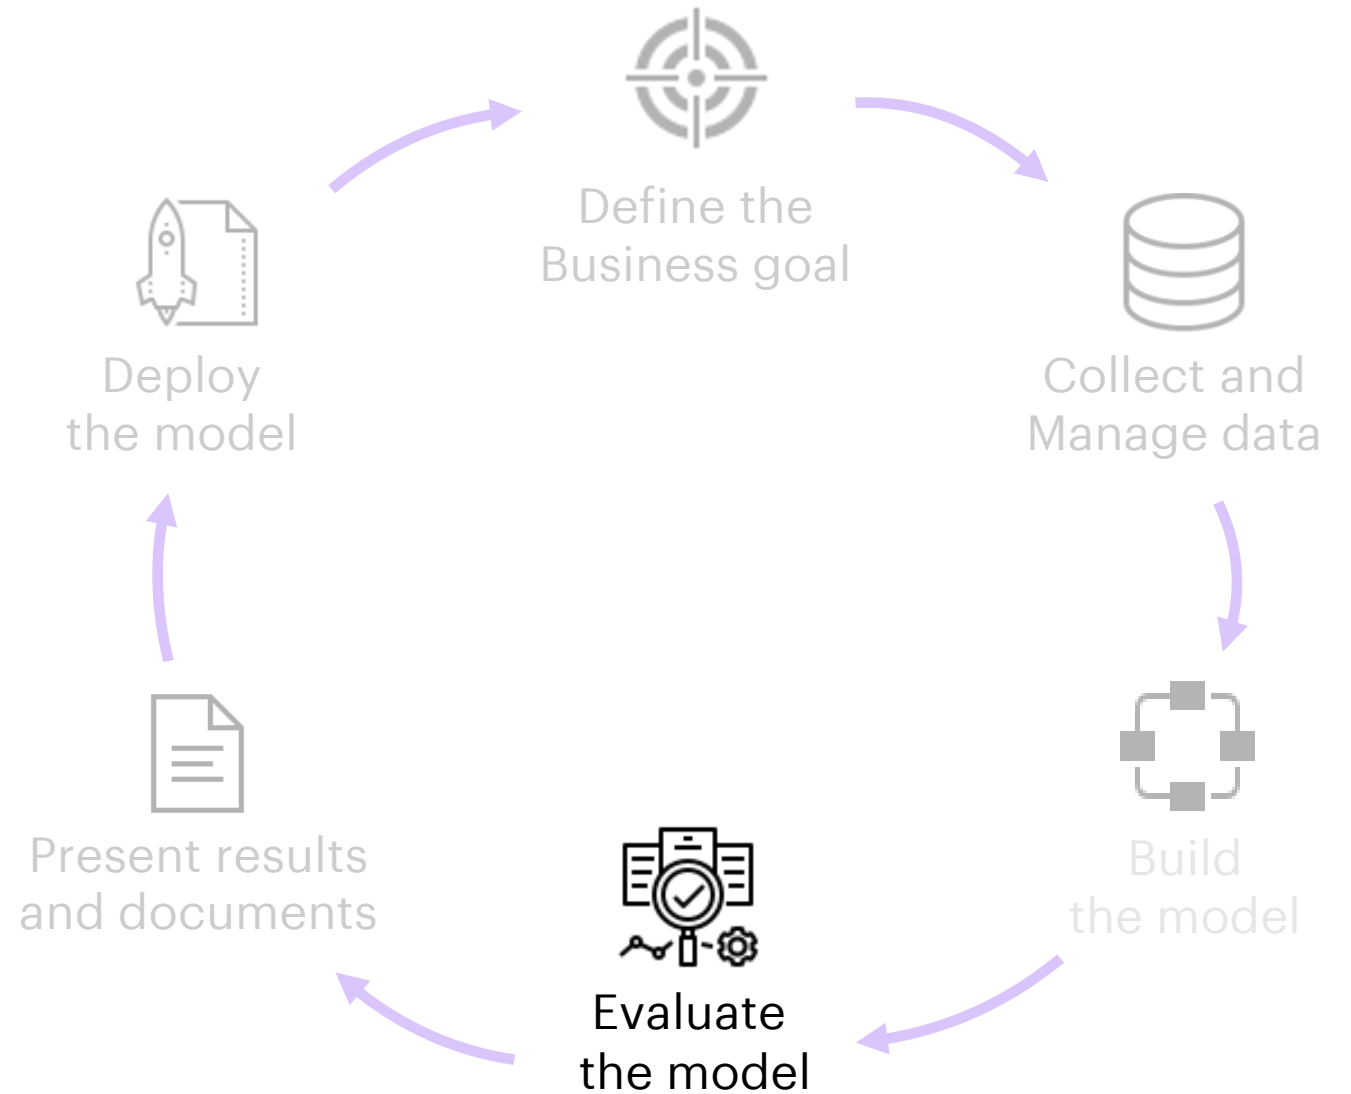 Define the
Business goal
Collect and
Manage data
Build
the model
Evaluate
the model
Present results
and documents
Deploy
the model